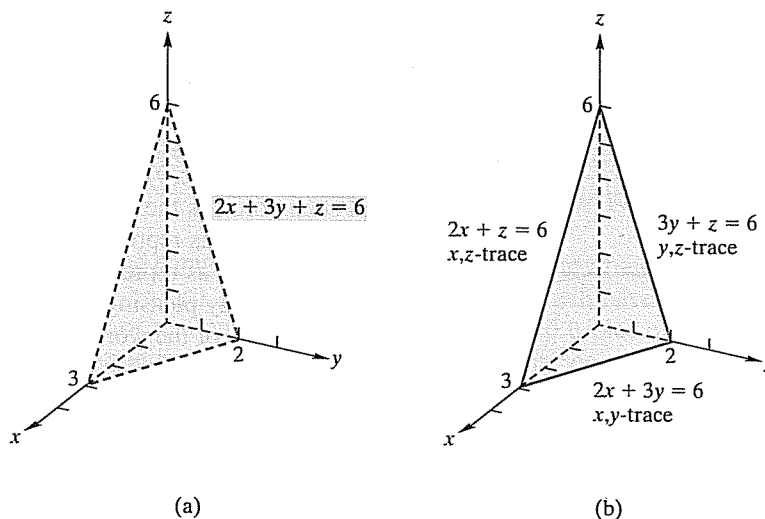 z
6
2x + 3y + z = 6
3
2
y
x
(a)
z
6
2x + z = 6
x,z-trace
3y + z = 6
y,z-trace
3
2
2x + 3y = 6
x,y-trace
x
(b)